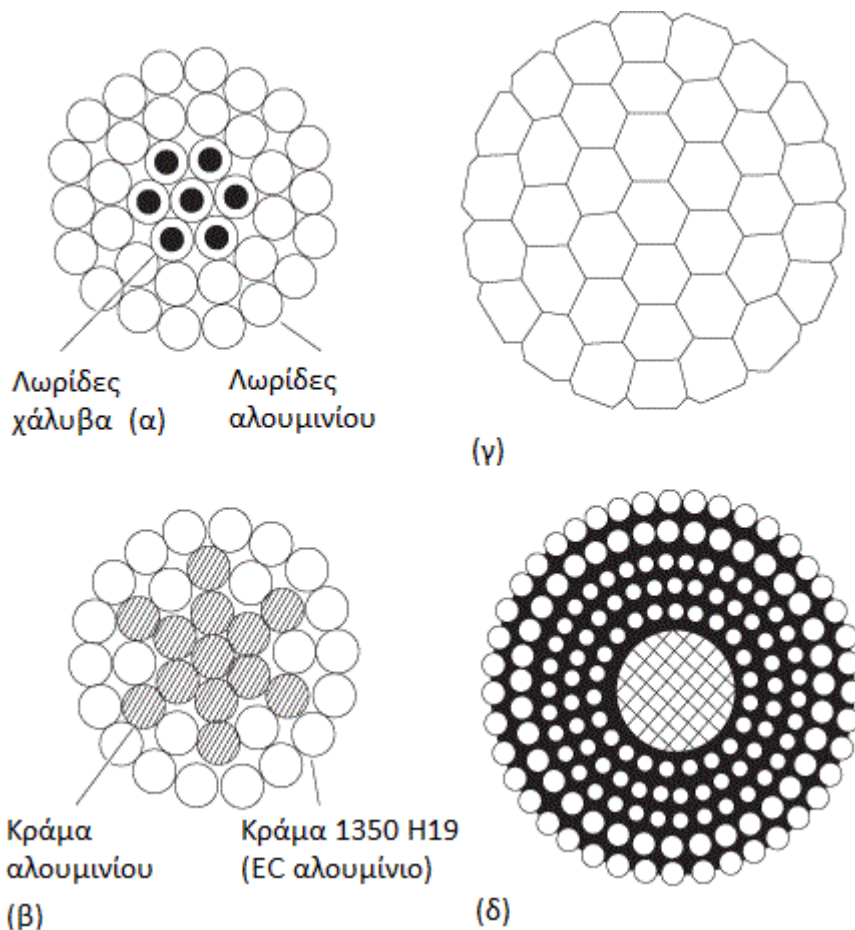 Λωρίδες
χάλυβα (α)
Λωρίδες
αλουμινίου
(γ)
Κράμα
αλουμινίου
(β)
Κράμα 1350 H19
(EC αλουμίνιο)
(δ)